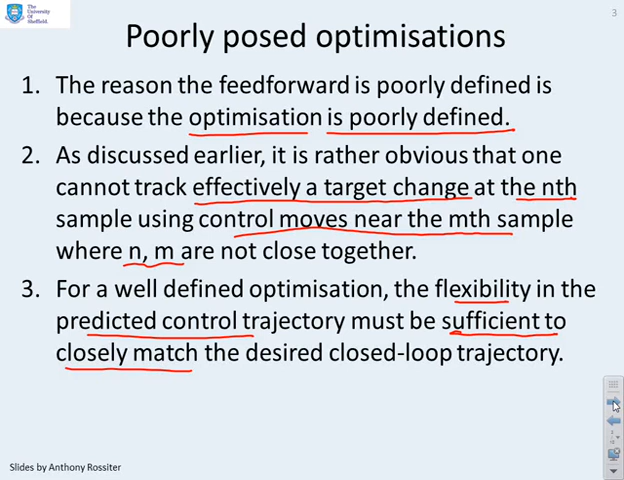 The
University
Of
Sheffield.
3
Poorly posed optimisations
1. The reason the feedforward is poorly defined is
because the optimisation is poorly defined.
2. As discussed earlier, it is rather obvious that one
cannot track effectively a target change at the nth
sample using control moves near the mth sample
where n, m are not close together.
3. For a well defined optimisation, the flexibility in the
predicted control trajectory must be sufficient to
closely match the desired closed-loop trajectory.
Slides by Anthony Rossiter